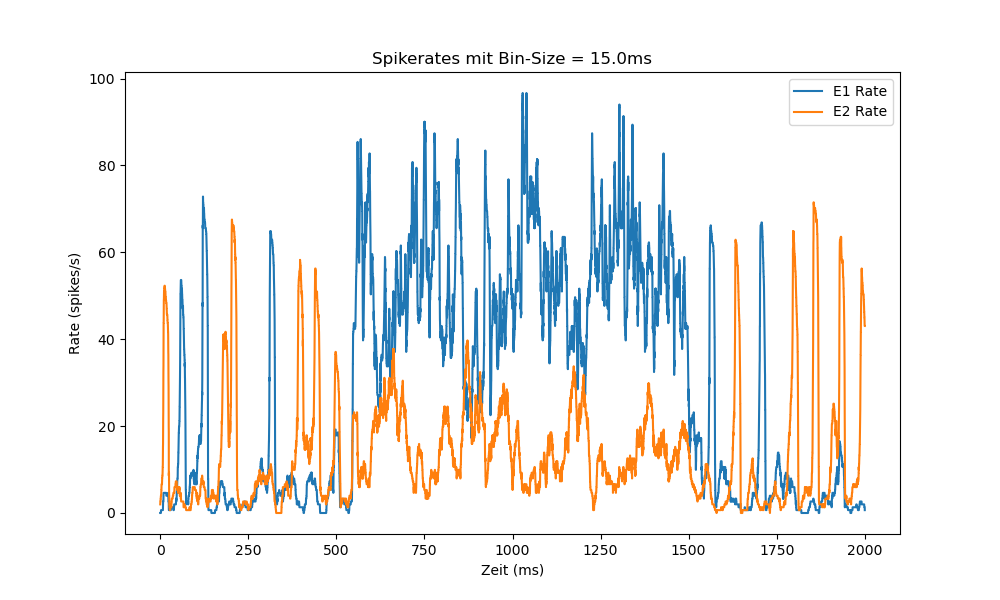 Spikerates mit Bin-Size = 15.0ms
E1 Rate
E2 Rate
Rate (spikes/s)
100
80
60
40
20
0
0 250 500 750 1000 1250 1500 1750 2000
Zeit (ms)